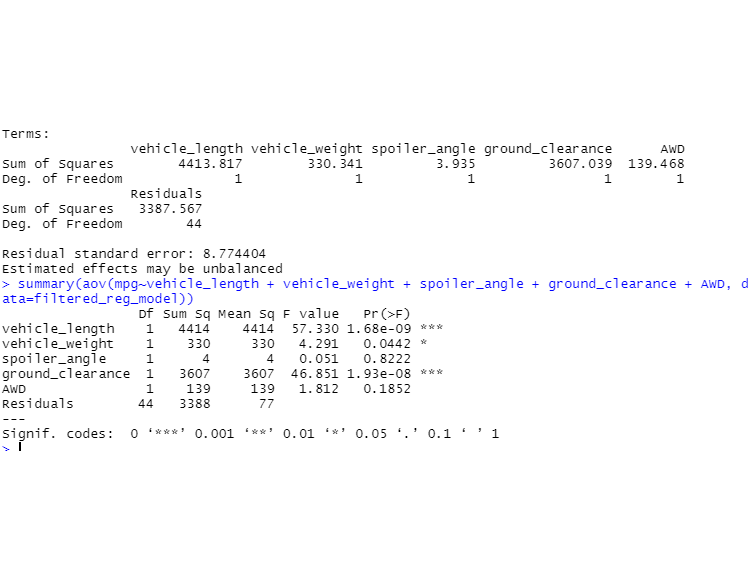 Terms:
                vehicle_length vehicle_weight spoiler_angle ground_clearance      AWD
Sum of Squares        4413.817        330.341         3.935         3607.039  139.468
Deg. of Freedom              1              1             1                1        1
                Residuals
Sum of Squares   3387.567
Deg. of Freedom        44

Residual standard error: 8.774404
Estimated effects may be unbalanced
> summary(aov(mpg~vehicle_length + vehicle_weight + spoiler_angle + ground_clearance + AWD, d
ata=filtered_reg_model))
                 Df Sum Sq Mean Sq F value   Pr(>F)
vehicle_length    1   4414    4414  57.330 1.68e-09 ***
vehicle_weight    1    330     330   4.291   0.0442 *
spoiler_angle     1      4       4   0.051   0.8222
ground_clearance  1   3607    3607  46.851 1.93e-08 ***
AWD               1    139     139   1.812   0.1852
Residuals        44   3388      77
---
Signif. codes:  0 ‘***’ 0.001 ‘**’ 0.01 ‘*’ 0.05 ‘.’ 0.1 ‘ ’ 1
>